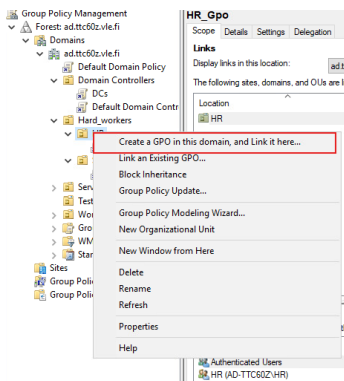 Group Policy Management
Forest: ad.ttc60z.vle.fi
Domains
ad.ttc60z.vle.fi
Default Domain Policy
Domain Controllers
DCs
Default Domain Contr
Hard_workers
HR
Create a GPO in this domain, and Link it here...
Link an Existing GPO...
Block Inheritance
Group Policy Update...
Group Policy Modeling Wizard...
New Organizational Unit
New Window from Here
Delete
Rename
Refresh
Properties
Help
Serv
Test
Wor
Gro
WM
Star
Sites
Group Polic
Group Polic
HR_Gpo
Scope Details Settings Delegation
Links
Display links in this location: ad.t
The following sites, domains, and OUs are l
Location
HR
Authenticated Users
HR (AD-TTC60Z\HR)